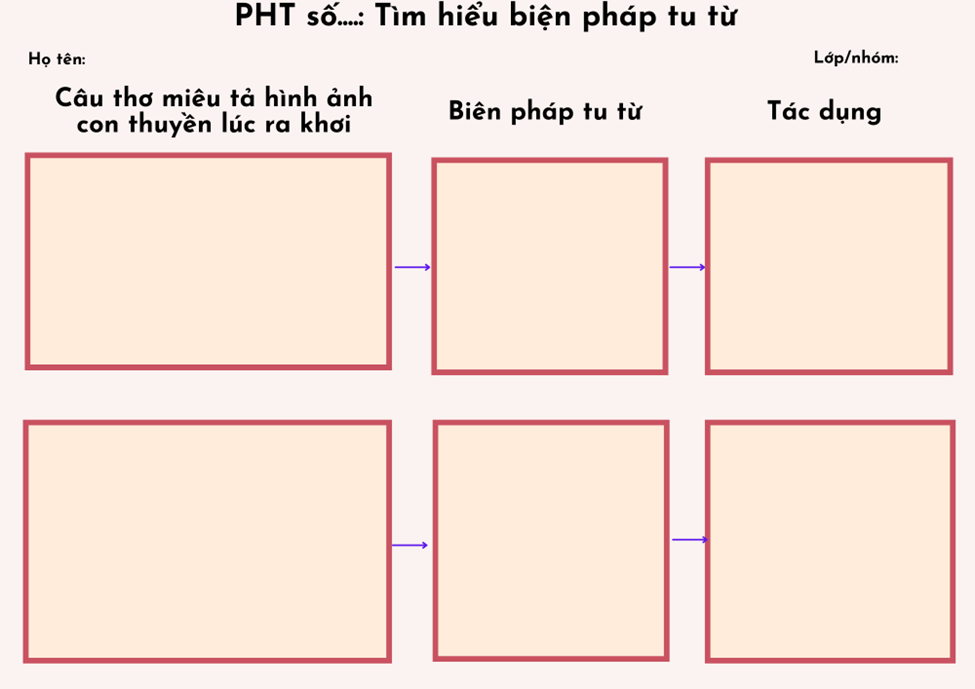 PHT số....: Tìm hiểu biện pháp tu từ
Họ tên:
Lớp/nhóm:
Câu thơ miêu tả hình ảnh
con thuyền lúc ra khơi
Biên pháp tu từ
Tác dụng